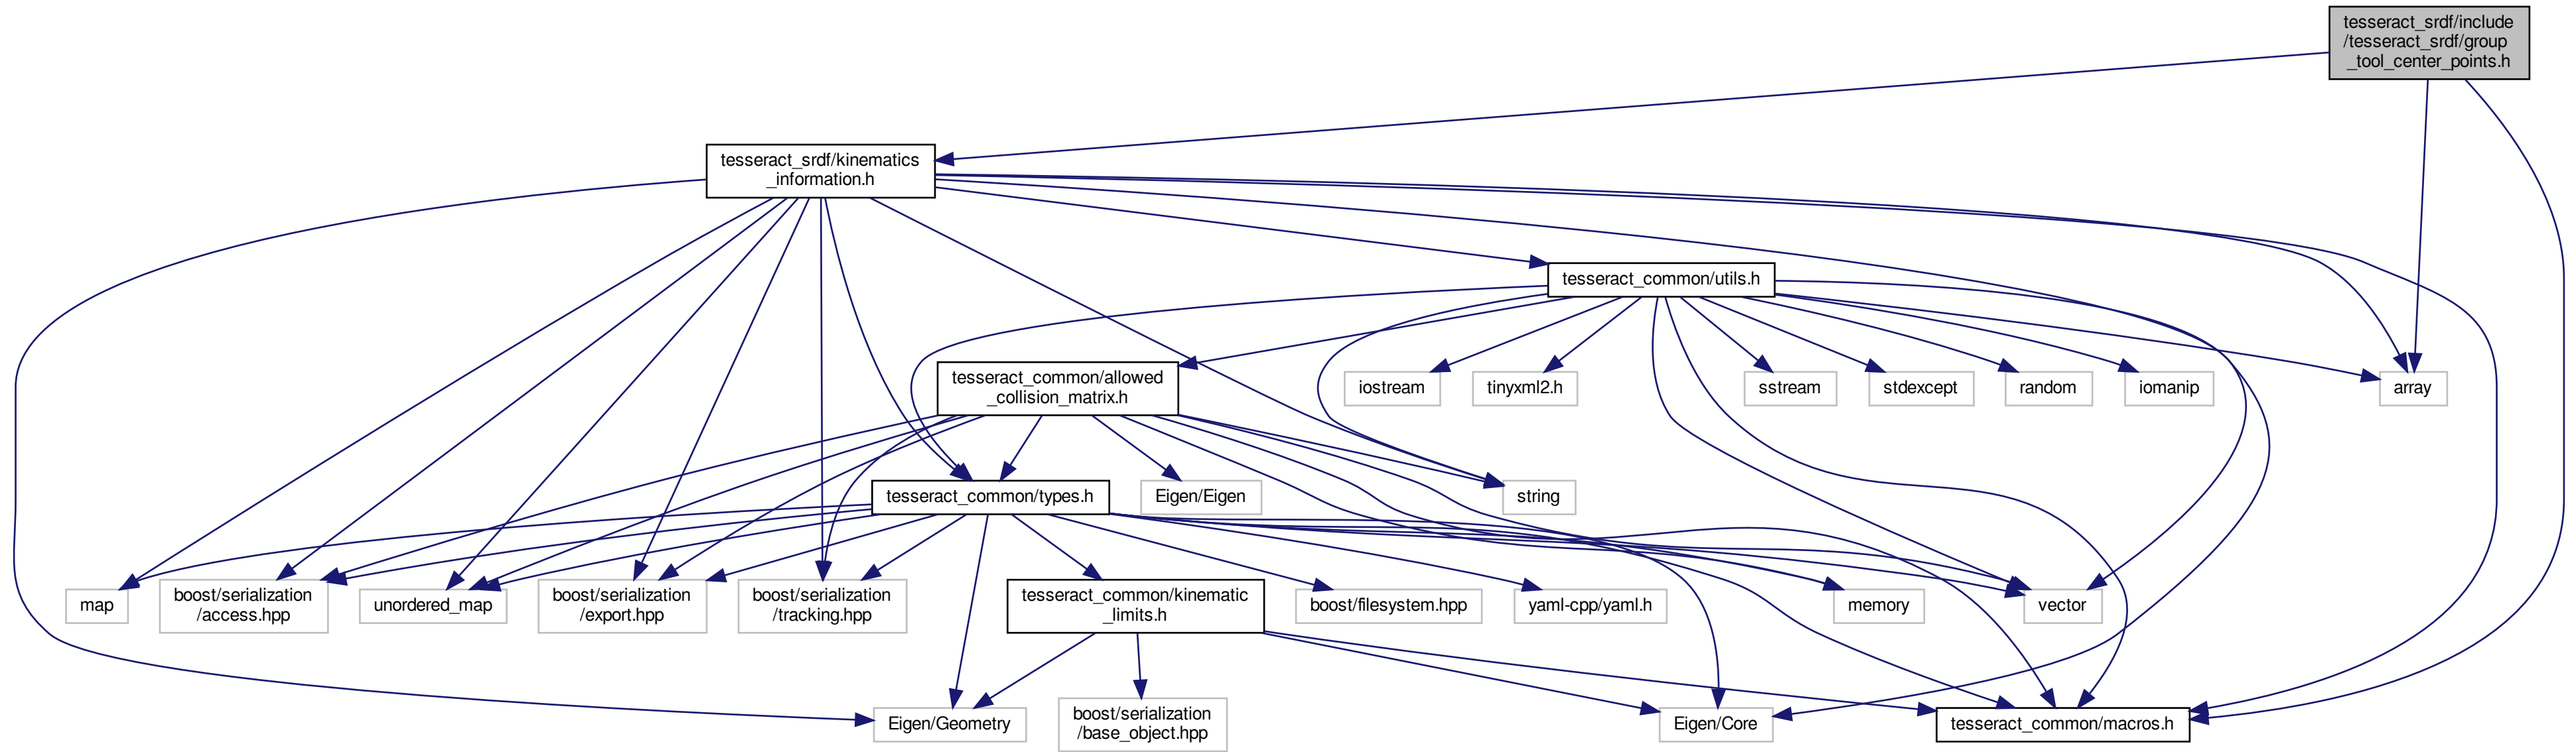 tesseract_srdf/include
/tesseract_srdf/group
_tool_center_points.h
tesseract_srdf/kinematics
_information.h
tesseract_common/utils.h
tesseract_common/allowed
_collision_matrix.h
iostream
tinyxml2.h
sstream
stdexcept
random
iomanip
array
tesseract_common/types.h
Eigen/Eigen
string
map
boost/serialization
/access.hpp
unordered_map
boost/serialization
/export.hpp
boost/serialization
/tracking.hpp
tesseract_common/kinematic
_limits.h
boost/filesystem.hpp
yaml-cpp/yaml.h
memory
vector
Eigen/Geometry
boost/serialization
/base_object.hpp
Eigen/Core
tesseract_common/macros.h